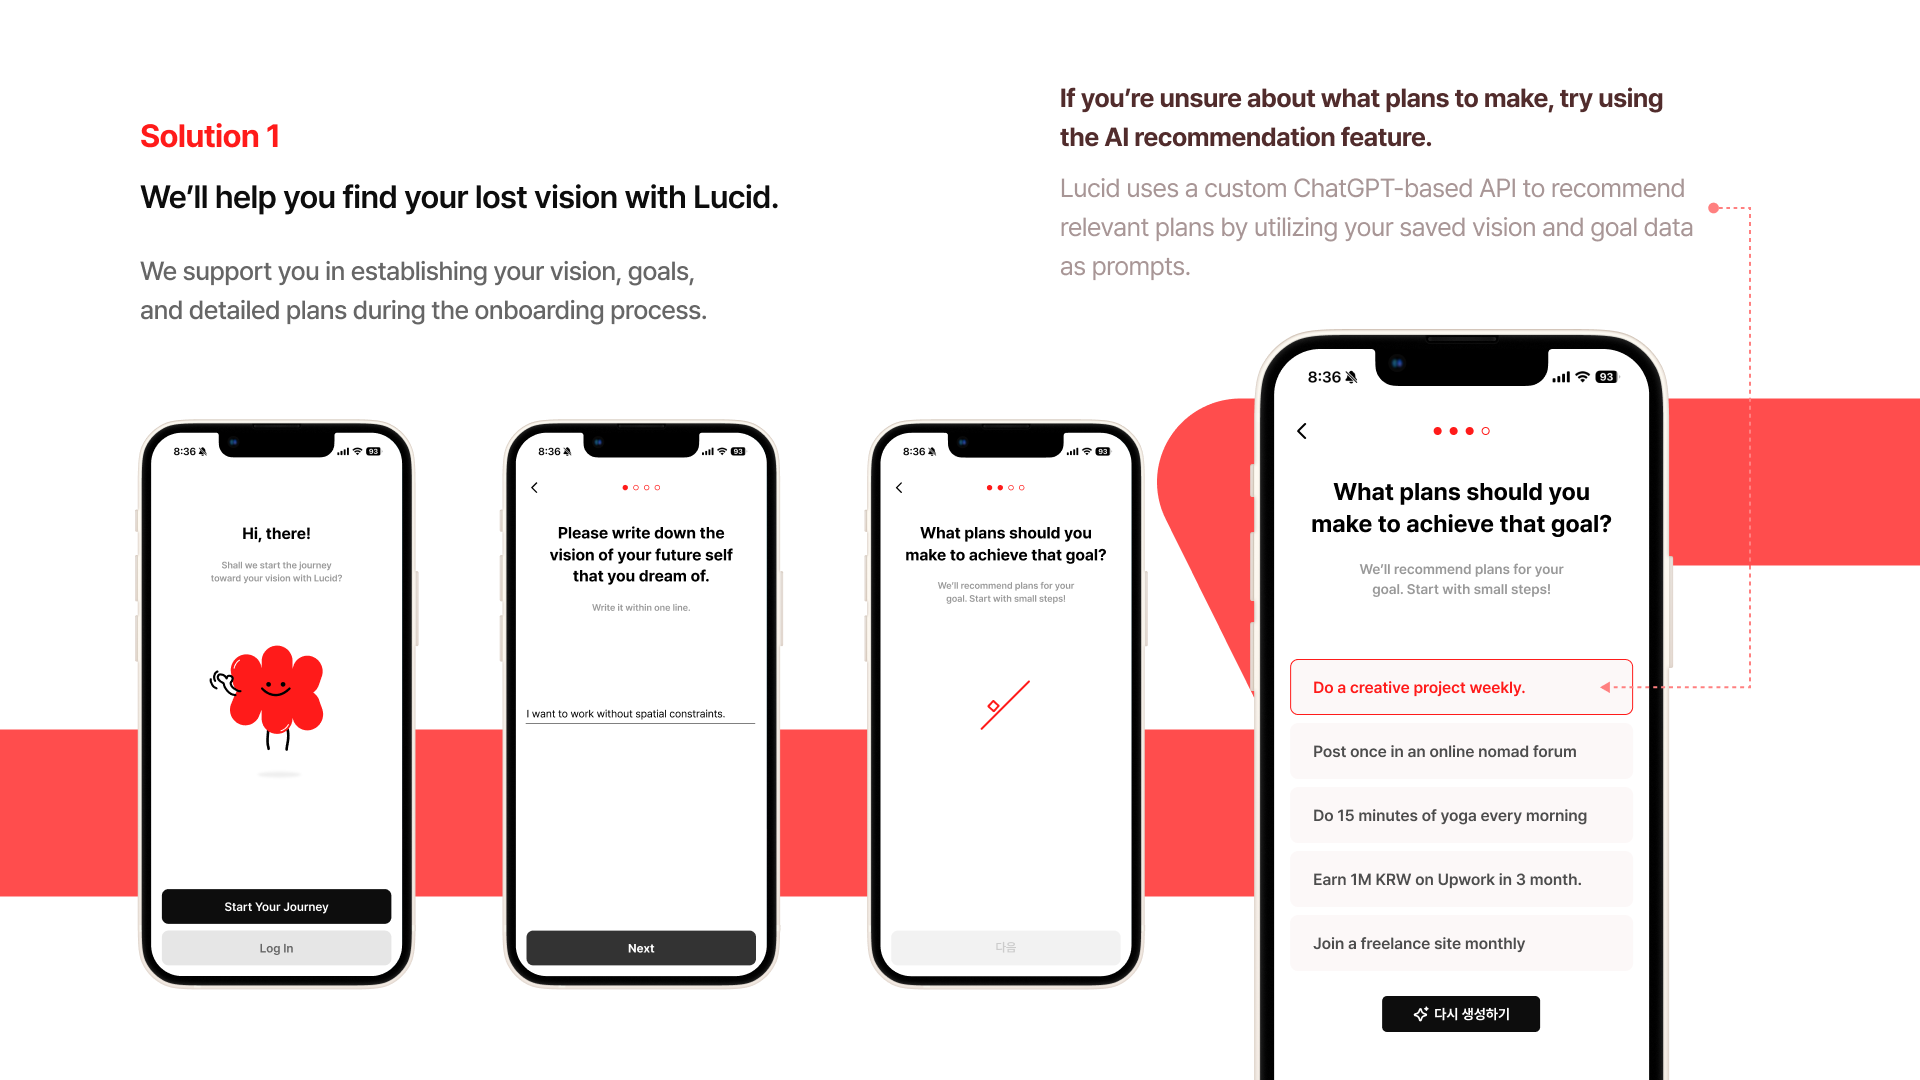 Solution 1
We’ll help you find your lost vision with Lucid.
We support you in establishing your vision, goals,
and detailed plans during the onboarding process.
If you’re unsure about what plans to make, try using
the AI recommendation feature.
Lucid uses a custom ChatGPT-based API to recommend
relevant plans by utilizing your saved vision and goal data
as prompts.
8:36
93
Hi, there!
Shall we start the journey
toward your vision with Lucid?
Start Your Journey
Log In
8:36
93
Please write down the
vision of your future self
that you dream of.
Write it within one line.
I want to work without spatial constraints.
Next
8:36
93
What plans should you
make to achieve that goal?
We’ll recommend plans for your
goal. Start with small steps!
다음
8:36
93
What plans should you
make to achieve that goal?
We’ll recommend plans for your
goal. Start with small steps!
Do a creative project weekly.
Post once in an online nomad forum
Do 15 minutes of yoga every morning
Earn 1M KRW on Upwork in 3 month.
Join a freelance site monthly
다시 생성하기